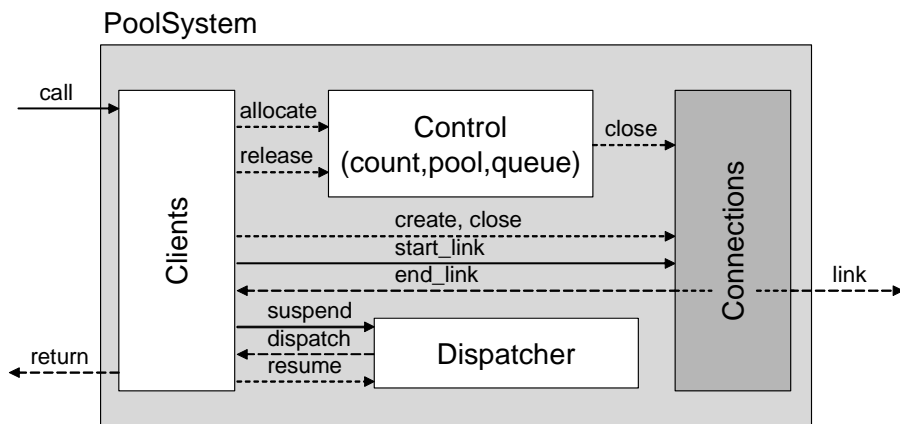 PoolSystem
call
allocate
release
Control
(count,pool,queue)
close
Clients
create, close
start_link
end_link
Connections
link
suspend
dispatch
resume
Dispatcher
return